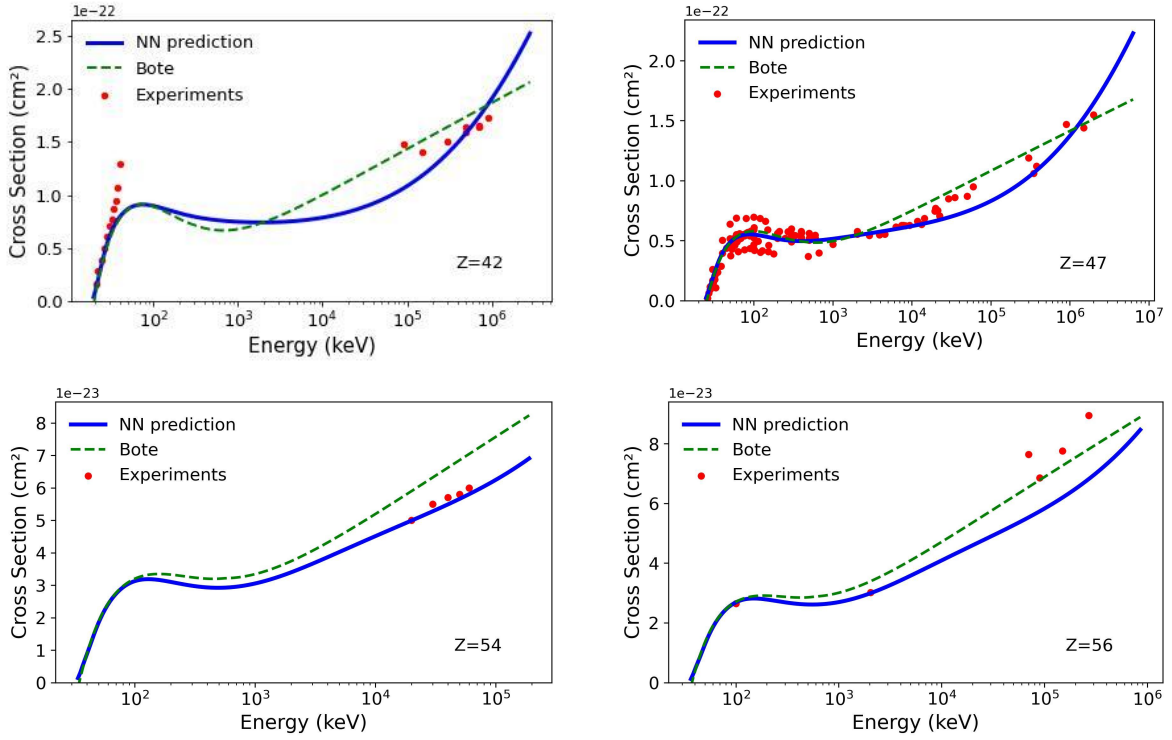 1e−22
2.5
2.0
1.5
1.0
0.5
0.0
Cross Section (cm²)
NN prediction
Bote
Experiments
Z=42
10² 10³ 10⁴ 10⁵ 10⁶
Energy (keV)
1e−22
2.0
1.5
1.0
0.5
0.0
Cross Section (cm²)
NN prediction
Bote
Experiments
Z=47
10² 10³ 10⁴ 10⁵ 10⁶ 10⁷
Energy (keV)
1e−23
8
7
6
5
4
3
2
1
0
Cross Section (cm²)
NN prediction
Bote
Experiments
Z=54
10² 10³ 10⁴ 10⁵
Energy (keV)
1e−23
8
6
4
2
0
Cross Section (cm²)
NN prediction
Bote
Experiments
Z=56
10² 10³ 10⁴ 10⁵ 10⁶
Energy (keV)